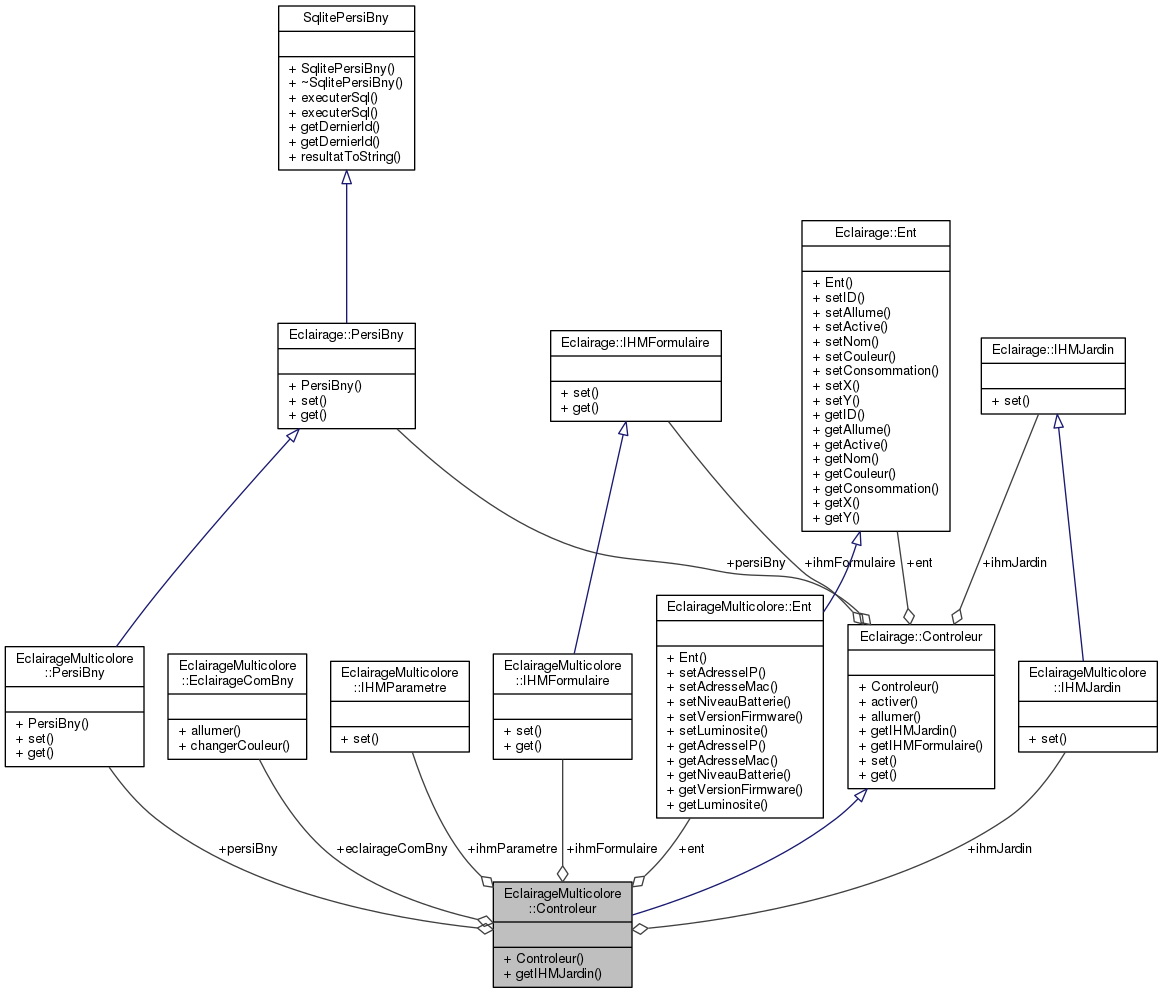 SqlitePersiBny
+ SqlitePersiBny()
+ ~SqlitePersiBny()
+ executerSql()
+ executerSql()
+ getDernierId()
+ getDernierId()
+ resultatToString()
Eclairage::Ent
+ Ent()
+ setID()
+ setAllume()
+ setActive()
+ setNom()
+ setCouleur()
+ setConsommation()
+ setX()
+ setY()
+ getID()
+ getAllume()
+ getActive()
+ getNom()
+ getCouleur()
+ getConsommation()
+ getX()
+ getY()
Eclairage::PersiBny
+ PersiBny()
+ set()
+ get()
Eclairage::IHMFormulaire
+ set()
+ get()
Eclairage::IHMJardin
+ set()
+persiBny
+ihmFormulaire
+ent
+ihmJardin
EclairageMulticolore
::PersiBny
+ PersiBny()
+ set()
+ get()
EclairageMulticolore
::EclairageComBny
+ allumer()
+ changerCouleur()
EclairageMulticolore
::IHMParametre
+ set()
EclairageMulticolore
::IHMFormulaire
+ set()
+ get()
EclairageMulticolore::Ent
+ Ent()
+ setAdresseIP()
+ setAdresseMac()
+ setNiveauBatterie()
+ setVersionFirmware()
+ setLuminosite()
+ getAdresseIP()
+ getAdresseMac()
+ getNiveauBatterie()
+ getVersionFirmware()
+ getLuminosite()
Eclairage::Controleur
+ Controleur()
+ activer()
+ allumer()
+ getIHMJardin()
+ getIHMFormulaire()
+ set()
+ get()
EclairageMulticolore
::IHMJardin
+ set()
+persiBny
+eclairageComBny
+ihmParametre
+ihmFormulaire
+ent
+ihmJardin
EclairageMulticolore
::Controleur
+ Controleur()
+ getIHMJardin()